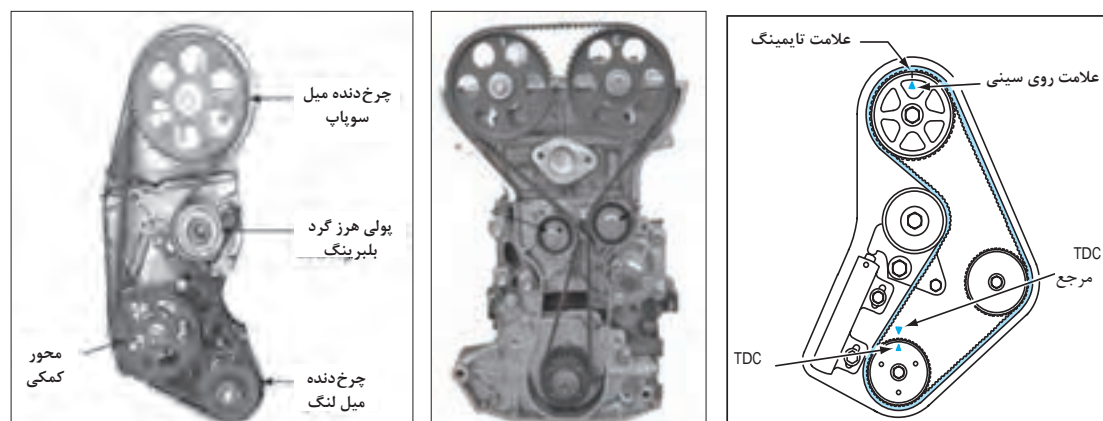 علامت تایمینگ
علامت روی سینی
TDC
مرجع
TDC
چرخ‌دنده میل
سوپاپ
پولی هرز گرد
بلبرینگ
محور
کمکی
چرخ‌دنده
میل لنگ